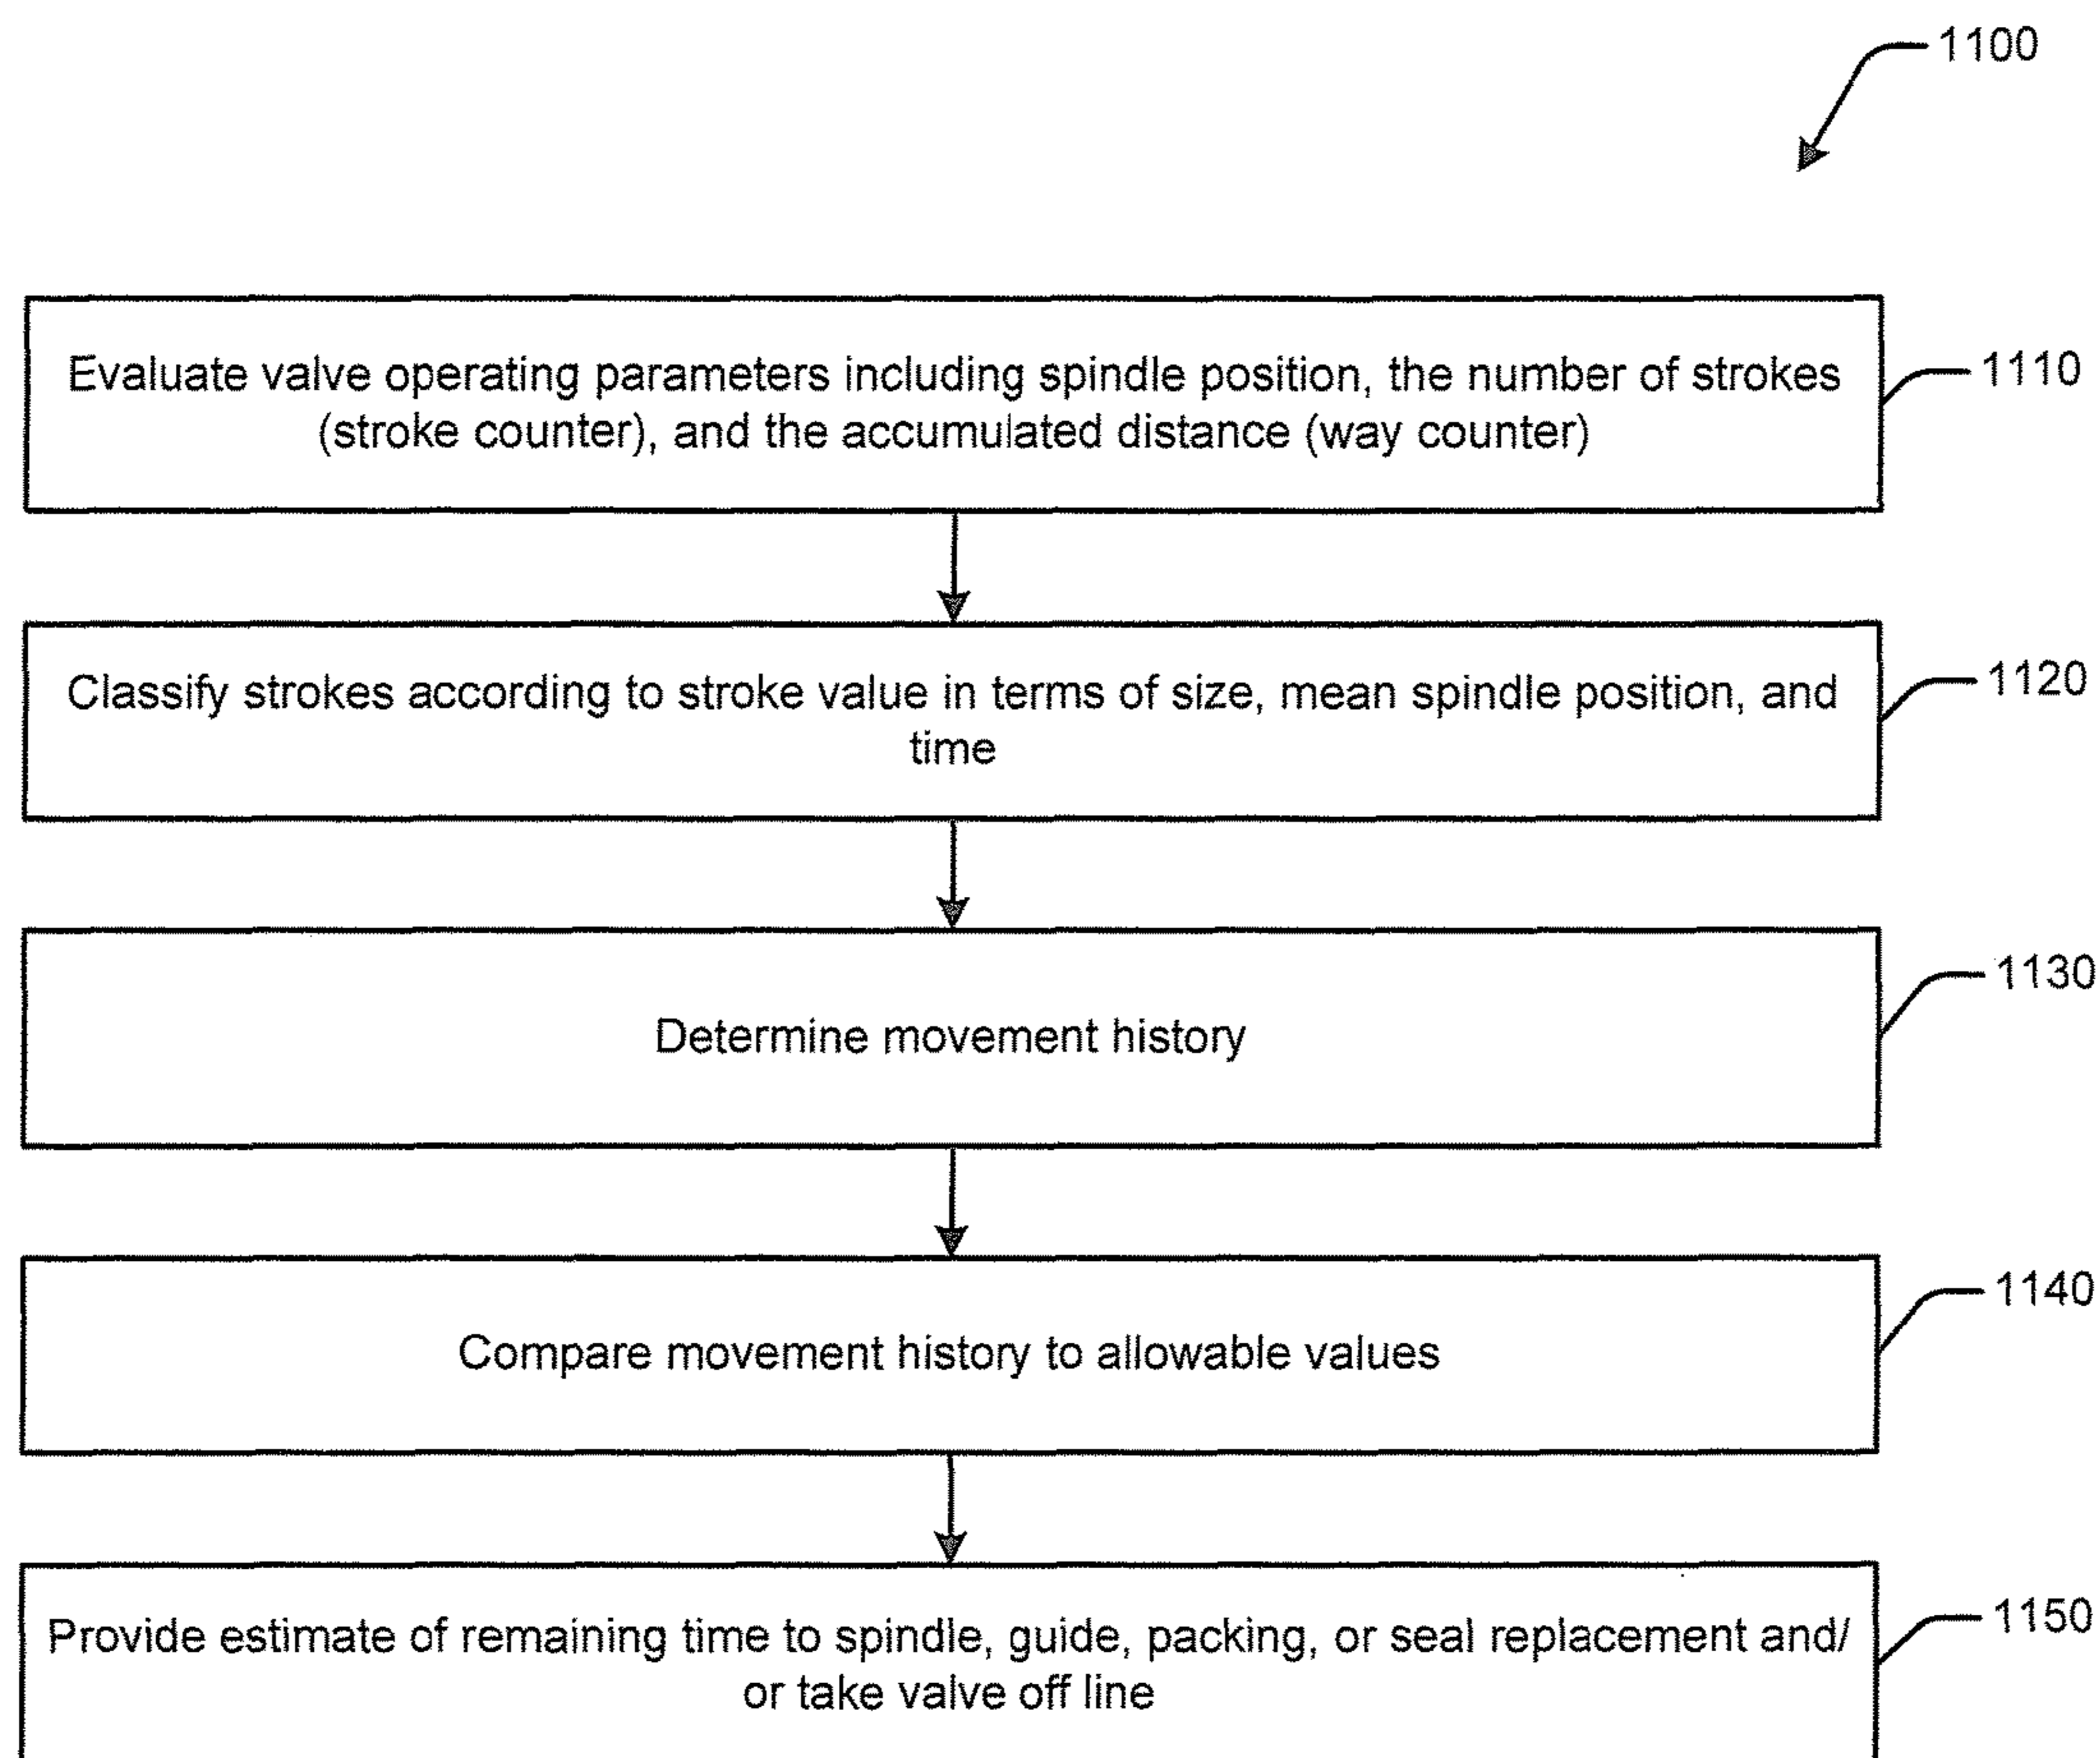 1100
Evaluate valve operating parameters including spindle position, the number of strokes
(stroke counter), and the accumulated distance (way counter)
1110
Classify strokes according to stroke value in terms of size, mean spindle position, and
time
1120
Determine movement history
1130
Compare movement history to allowable values
1140
Provide estimate of remaining time to spindle, guide, packing, or seal replacement and/
or take valve off line
1150